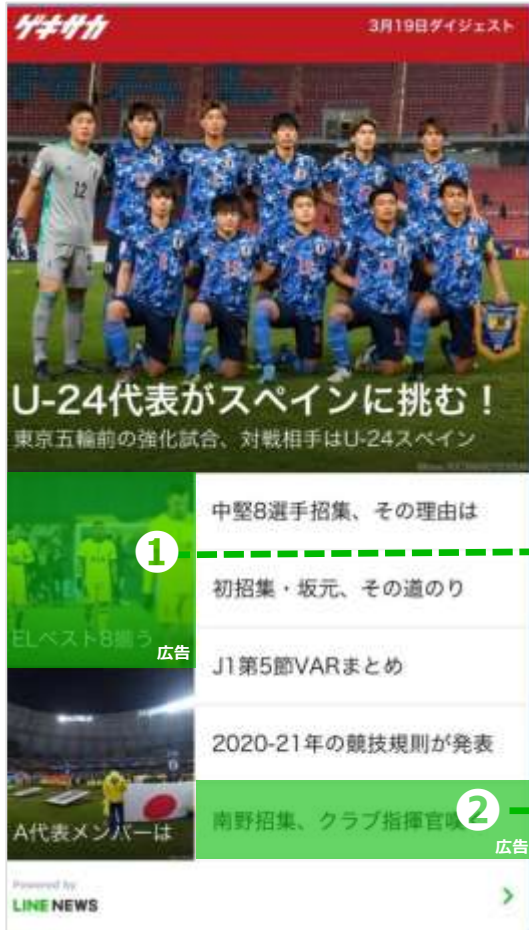 ゲキサカ
3月19日ダイジェスト
12
U-24代表がスペインに挑む！
東京五輪前の強化試合、対戦相手はU-24スペイン
中堅8選手招集、その理由は
1
初招集・坂元、その道のり
ELベスト8揃う
広告
J1第5節VARまとめ
2020-21年の競技規則が発表
南野招集、クラブ指揮官
2
A代表メンバーは
広告
Powered by
LINE NEWS